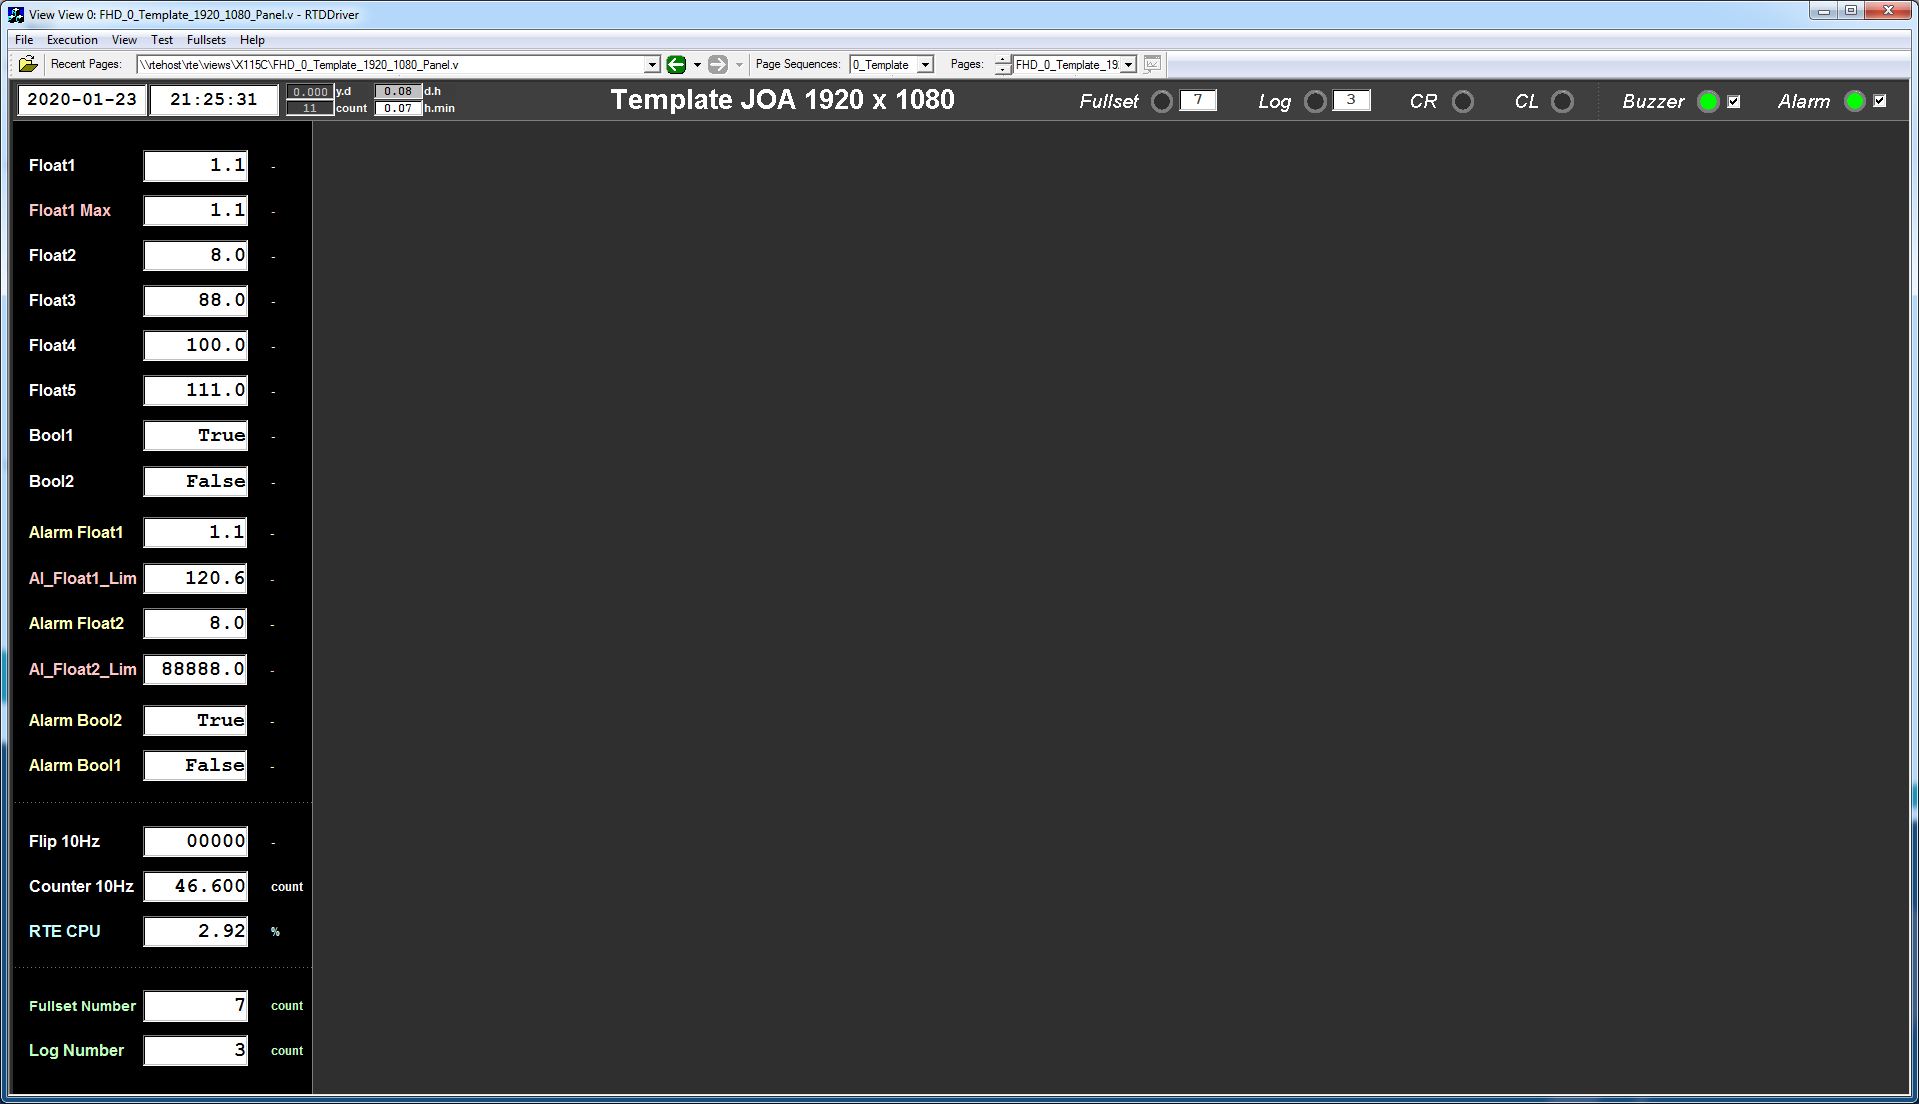 View View 0: FHD_0_Template_1920_1080_Panel.v - RTDDriver
File Execution View Test Fullsets Help
Recent Pages: \\rtehost\rte\views\X115C\FHD_0_Template_1920_1080_Panel.v Page Sequences: 0_Template Pages: FHD_0_Template_19
2020-01-23 21:25:31 0.000 y.d 0.08 d.h
11 count 0.07 h.min
Template JOA 1920 x 1080 Fullset 7 Log 3 CR CL Buzzer Alarm
Float1 1.1 -
Float1 Max 1.1 -
Float2 8.0 -
Float3 88.0 -
Float4 100.0 -
Float5 111.0 -
Bool1 True -
Bool2 False -
Alarm Float1 1.1 -
Al_Float1_Lim 120.6 -
Alarm Float2 8.0 -
Al_Float2_Lim 88888.0 -
Alarm Bool2 True -
Alarm Bool1 False -
Flip 10Hz 00000 -
Counter 10Hz 46.600 count
RTE CPU 2.92 %
Fullset Number 7 count
Log Number 3 count